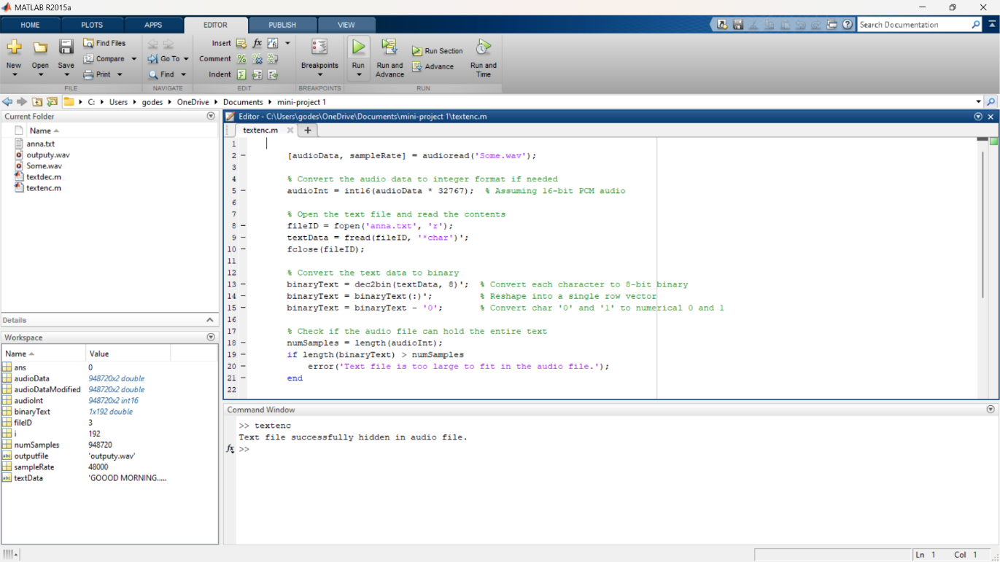 MATLAB R2015a
HOME PLOTS APPS EDITOR PUBLISH VIEW
Search Documentation
New Open Save Find Files Compare Print
Go To Find
Insert Comment Indent fx
Breakpoints
Run Run and Advance Run Section Advance Run and Time
FILE NAVIGATE EDIT BREAKPOINTS RUN
C: Users godes OneDrive Documents mini-project 1
Current Folder
Name
anna.txt
outputy.wav
Some.wav
textdec.m
textenc.m
Details
Workspace
Name Value
ans 0
audioData 948720x2 double
audioDataModified 948720x2 double
audioInt 948720x2 int16
binaryText 1x192 double
fileID 3
i 192
numSamples 948720
outputfile 'outputy.wav'
sampleRate 48000
textData 'GOOOD MORNING.....
Editor - C:\Users\godes\OneDrive\Documents\mini-project 1\textenc.m
textenc.m
1
2 [audioData, sampleRate] = audioread('Some.wav');
3
4 % Convert the audio data to integer format if needed
5 audioInt = int16(audioData * 32767); % Assuming 16-bit PCM audio
6
7 % Open the text file and read the contents
8 fileID = fopen('anna.txt', 'r');
9 textData = fread(fileID, '*char')';
10 fclose(fileID);
11
12 % Convert the text data to binary
13 binaryText = dec2bin(textData, 8)'; % Convert each character to 8-bit binary
14 binaryText = binaryText(:)'; % Reshape into a single row vector
15 binaryText = binaryText - '0'; % Convert char '0' and '1' to numerical 0 and 1
16
17 % Check if the audio file can hold the entire text
18 numSamples = length(audioInt);
19 if length(binaryText) > numSamples
20 error('Text file is too large to fit in the audio file.');
21 end
22
Command Window
>> textenc
Text file successfully hidden in audio file.
fx >>
Ln 1 Col 1